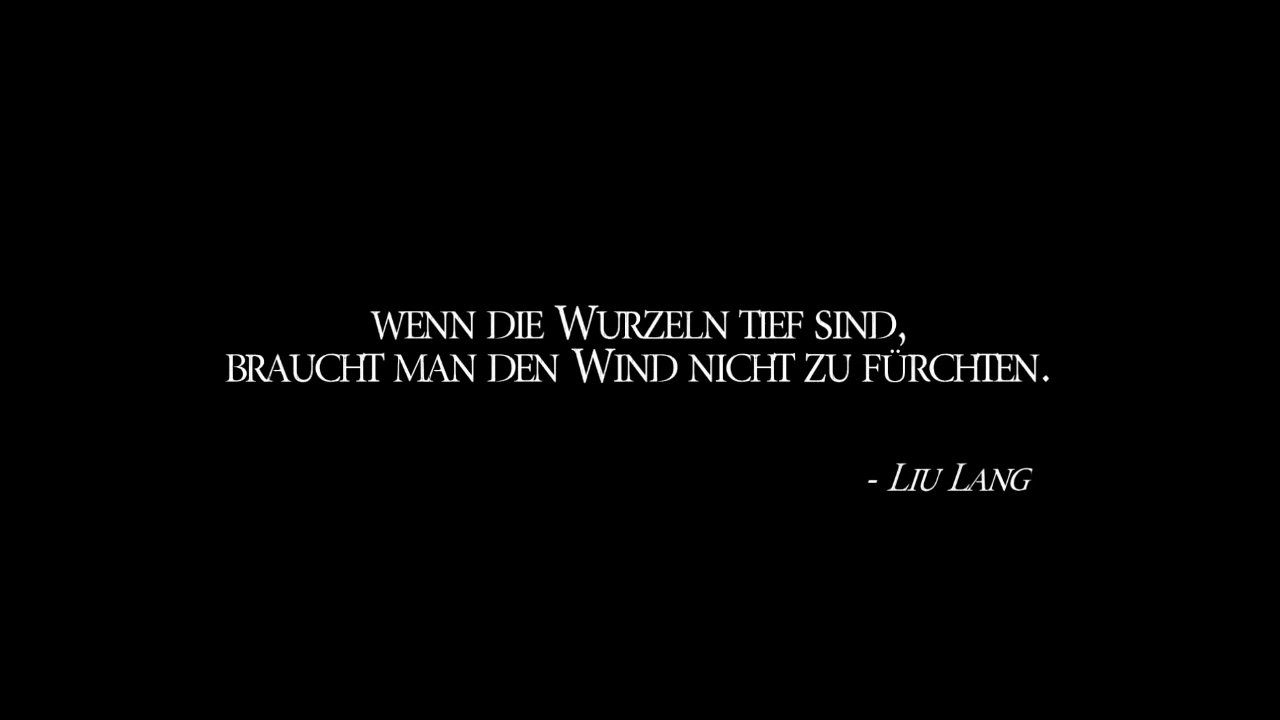 wenn die Wurzeln tief sind,
braucht man den Wind nicht zu fürchten.
- Liu Lang